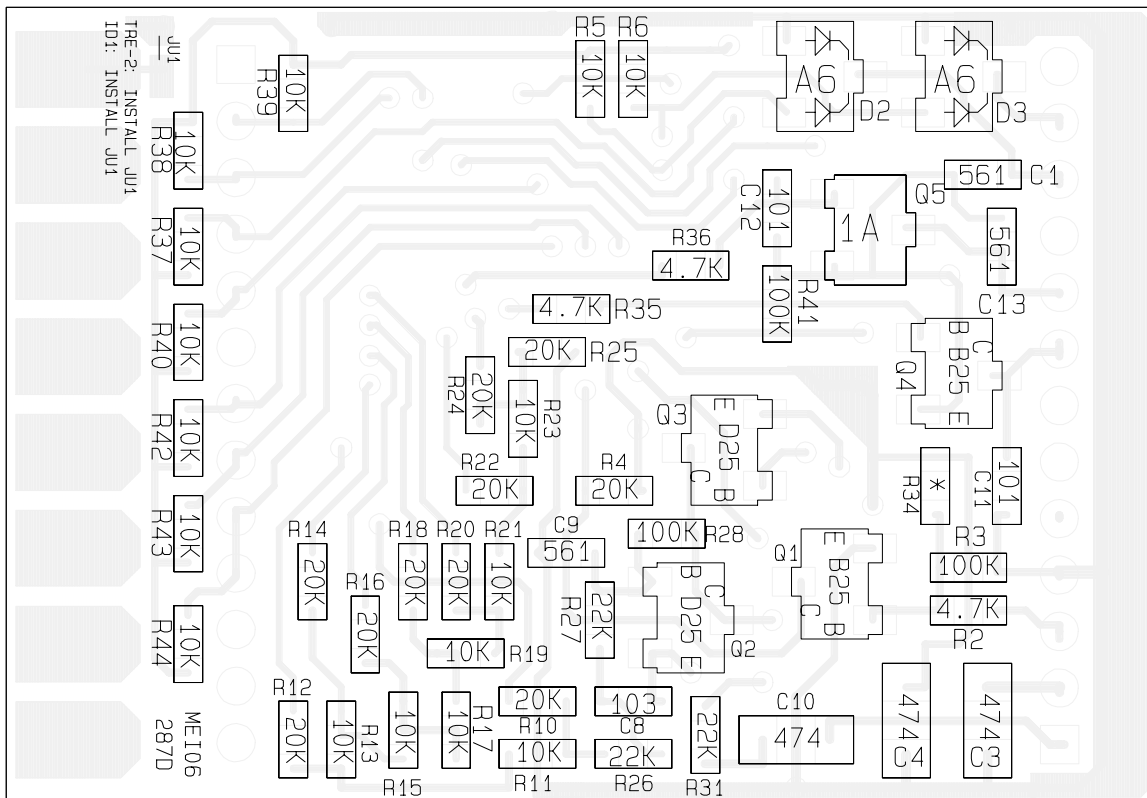 TRE-2: INSTALL JU1
ID1: INSTALL JU1
JU1
R39
10K
R5
10K
R6
10K
A6
D2
A6
D3
R38
10K
561
C1
C12
101
1A
Q5
R37
10K
R36
4.7K
561
C13
100K
R41
4.7K
R35
R40
10K
20K
R25
B
C
B25
E
Q4
R24
20K
10K
R23
Q3
E
D25
C
B
R42
10K
R22
20K
R4
20K
R34
*
C11
101
R43
10K
R14
20K
R18
20K
R20
20K
R21
10K
C9
561
100K
R28
Q1
E
B25
C
B
R3
100K
R16
20K
R27
22K
B
C
D25
E
Q2
4.7K
R2
R44
10K
10K
R19
MEI06
287D
R12
20K
10K
R13
10K
R15
10K
R17
20K
R10
10K
R11
103
C8
22K
R26
22K
R31
C10
474
474
C4
474
C3